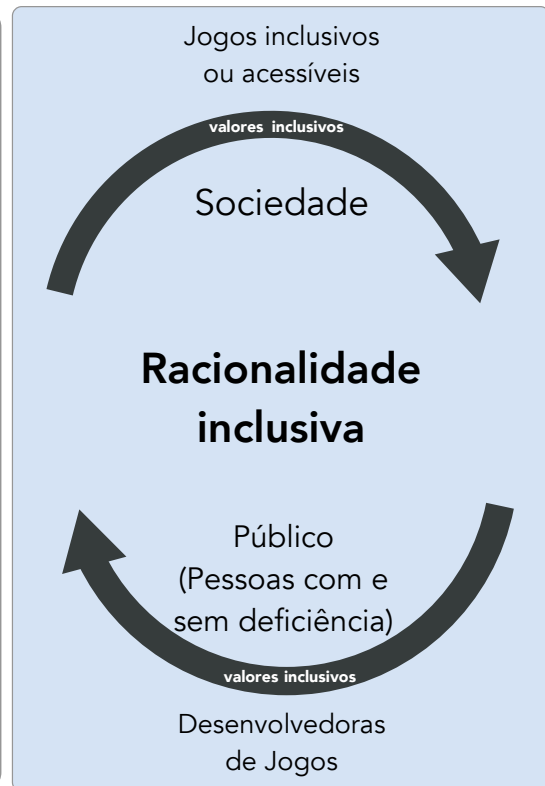 Jogos inclusivos
ou acessíveis
valores inclusivos
Sociedade
Racionalidade
inclusiva
Público
(Pessoas com e
sem deficiência)
valores inclusivos
Desenvolvedoras
de Jogos